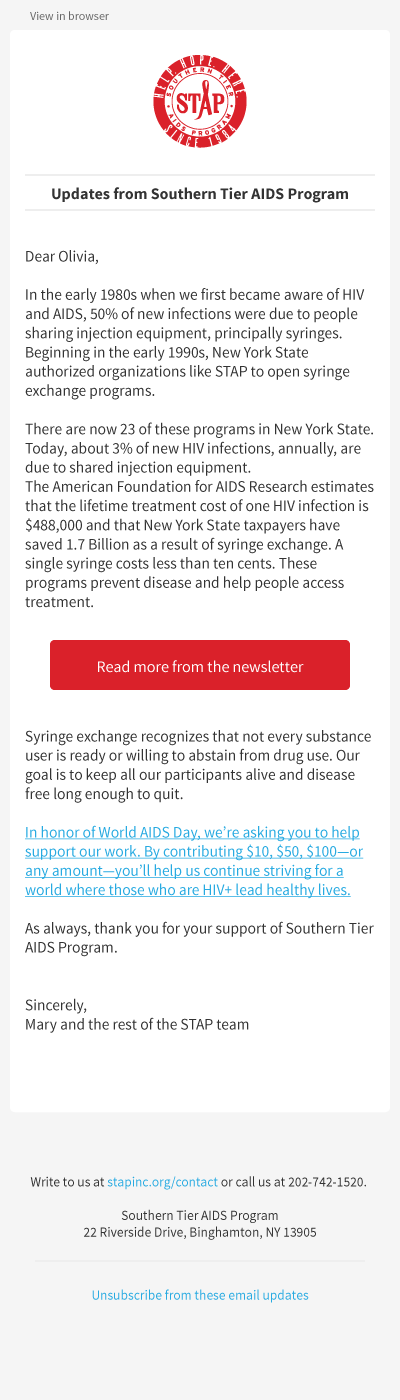 View in browser
HELP HOPE HERE
SOUTHERN TIER
STAP
AIDS PROGRAM
SINCE 1984
Updates from Southern Tier AIDS Program
Dear Olivia,
In the early 1980s when we first became aware of HIV
and AIDS, 50% of new infections were due to people
sharing injection equipment, principally syringes.
Beginning in the early 1990s, New York State
authorized organizations like STAP to open syringe
exchange programs.
There are now 23 of these programs in New York State.
Today, about 3% of new HIV infections, annually, are
due to shared injection equipment.
The American Foundation for AIDS Research estimates
that the lifetime treatment cost of one HIV infection is
$488,000 and that New York State taxpayers have
saved 1.7 Billion as a result of syringe exchange. A
single syringe costs less than ten cents. These
programs prevent disease and help people access
treatment.
Read more from the newsletter
Syringe exchange recognizes that not every substance
user is ready or willing to abstain from drug use. Our
goal is to keep all our participants alive and disease
free long enough to quit.
In honor of World AIDS Day, we’re asking you to help
support our work. By contributing $10, $50, $100—or
any amount—you’ll help us continue striving for a
world where those who are HIV+ lead healthy lives.
As always, thank you for your support of Southern Tier
AIDS Program.
Sincerely,
Mary and the rest of the STAP team
Write to us at stapinc.org/contact or call us at 202-742-1520.
Southern Tier AIDS Program
22 Riverside Drive, Binghamton, NY 13905
Unsubscribe from these email updates